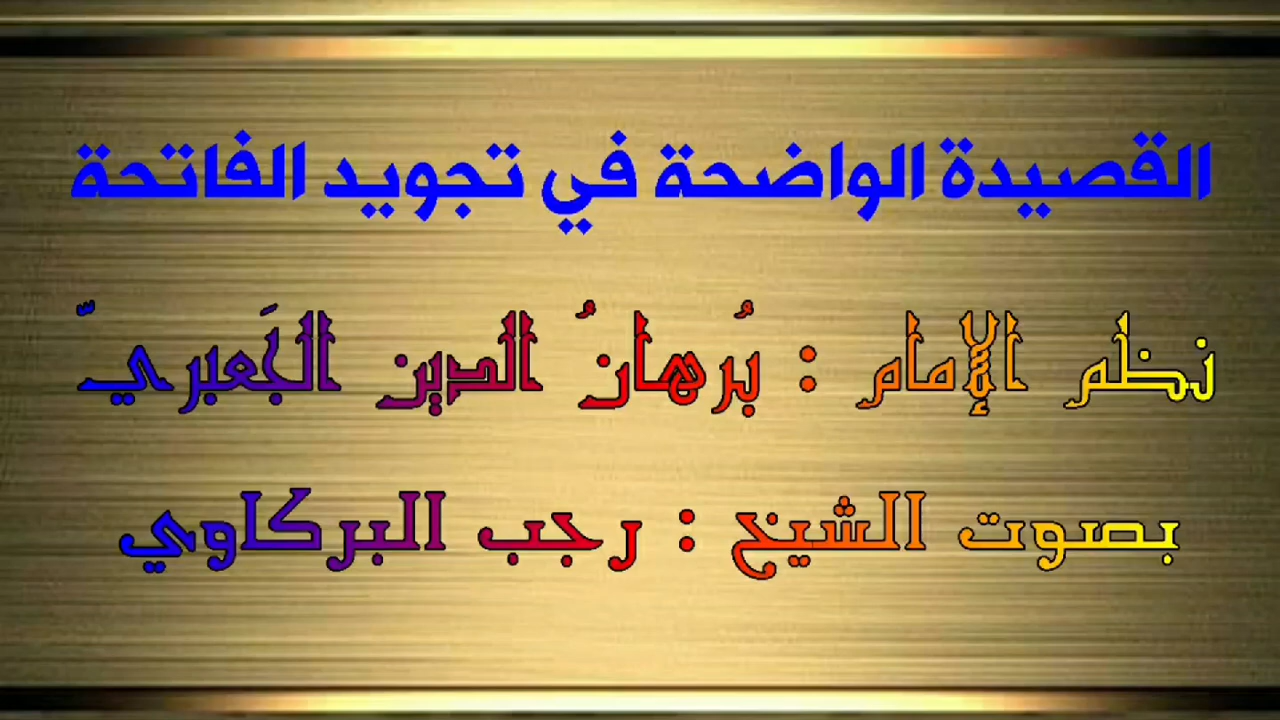 القصيدة الواضحة في تجويد الفاتحة
نظم الإمام : بُرهانُ الدين الجَعبريّ
بصوت الشيخ : رجب البركاوي